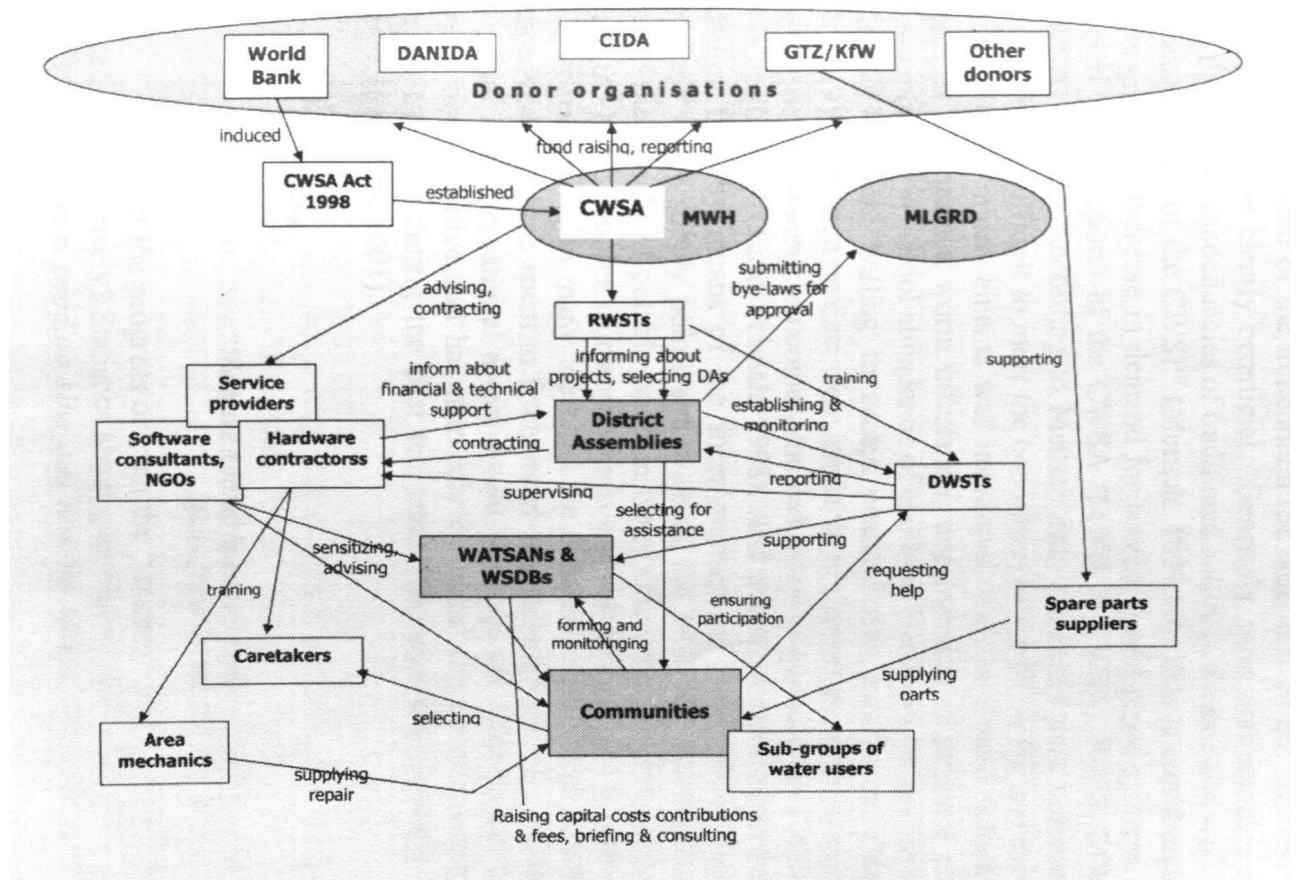 World
Bank
DANIDA
CIDA
GTZ/KfW
Other
donors
Donor organisations
induced
fund raising, reporting
CWSA Act
1998
established
CWSA
MWH
MLGRD
advising,
contracting
submitting
bye-laws for
approval
RWSTs
supporting
inform about
financial & technical
support
informing about
projects, selecting DAs
training
Service
providers
District
Assemblies
establishing &
monitoring
Software
consultants,
NGOs
Hardware
contractorss
contracting
reporting
DWSTs
supervising
selecting for
assistance
sensitizing,
advising
WATSANs &
WSDBs
supporting
requesting
help
training
ensuring
participation
Spare parts
suppliers
forming and
monitoringing
Caretakers
supplying
parts
selecting
Communities
Area
mechanics
Sub-groups of
water users
supplying
repair
Raising capital costs contributions
& fees, briefing & consulting